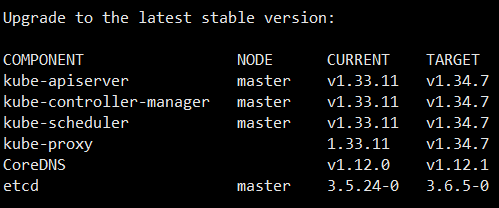 Upgrade to the latest stable version:
COMPONENT NODE CURRENT TARGET
kube-apiserver master v1.33.11 v1.34.7
kube-controller-manager master v1.33.11 v1.34.7
kube-scheduler master v1.33.11 v1.34.7
kube-proxy 1.33.11 v1.34.7
CoreDNS v1.12.0 v1.12.1
etcd master 3.5.24-0 3.6.5-0